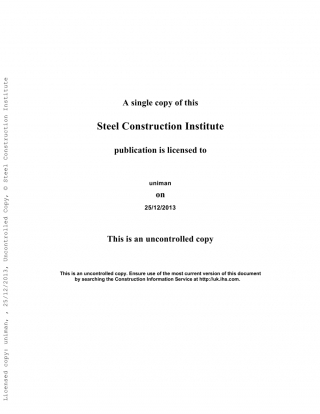 A single copy of this
Steel Construction Institute
publication is licensed to
uniman
on
25/12/2013
This is an uncontrolled copy
This is an uncontrolled copy. Ensure use of the most current version of this document
by searching the Construction Information Service at http://uk.ihs.com.
Licensed copy: uniman, , 25/12/2013, Uncontrolled Copy, © Steel Construction Institute